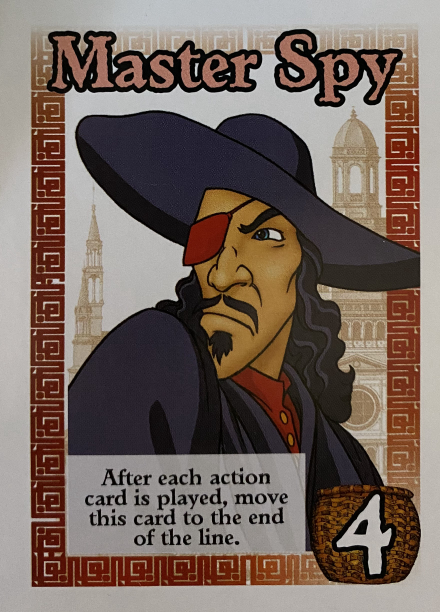 Master Spy
After each action
card is played, move
this card to the end
of the line.
4